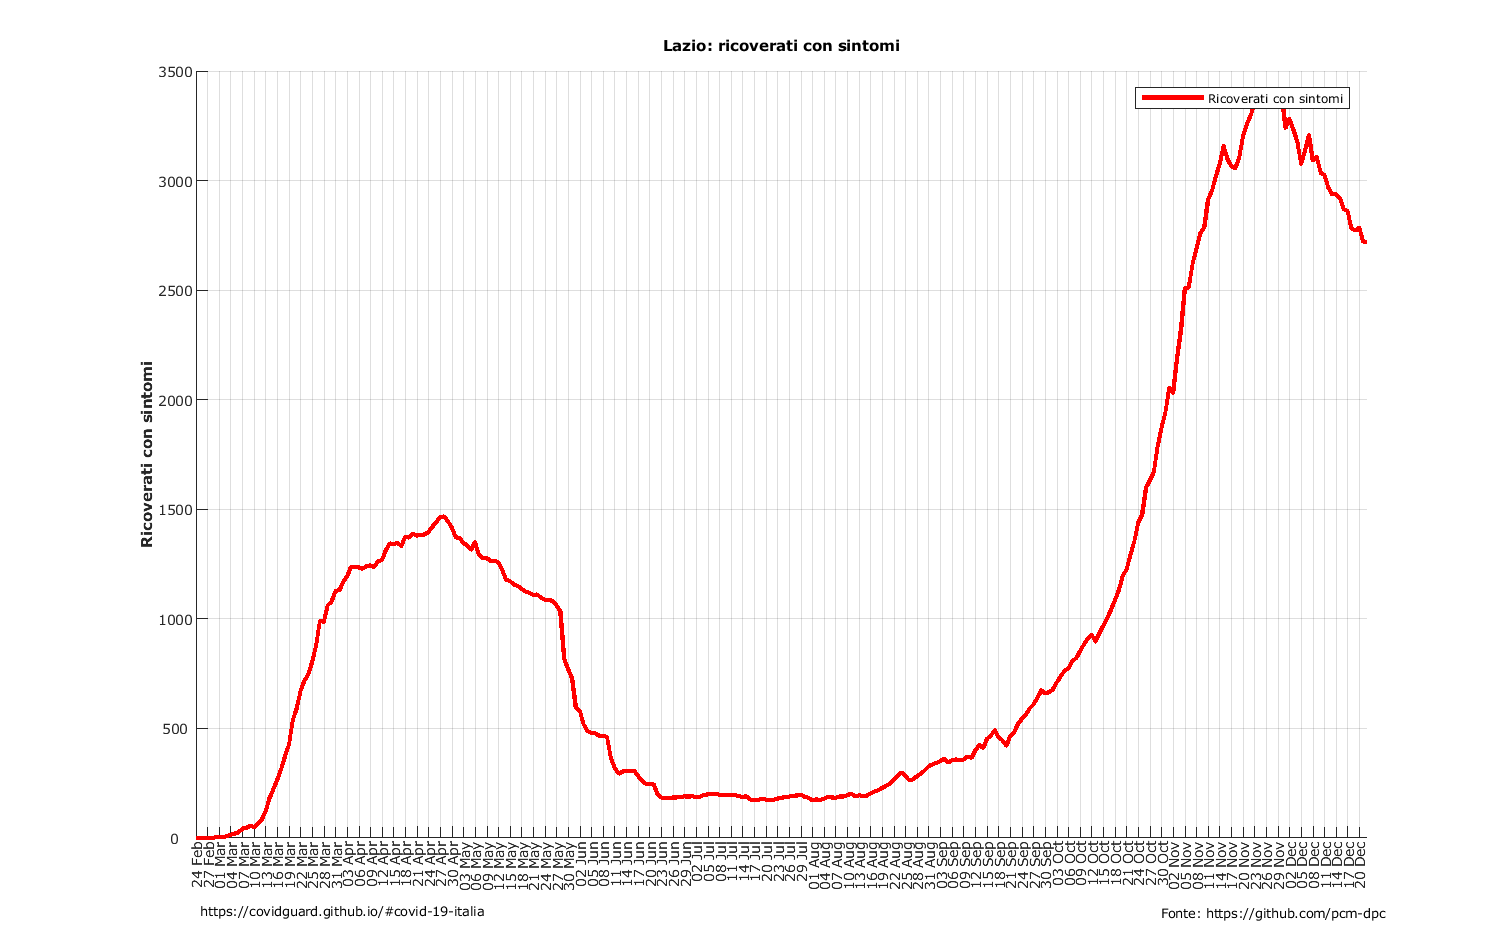 Lazio: ricoverati con sintomi
Ricoverati con sintomi
3500
3000
2500
2000
1500
1000
500
0
Ricoverati con sintomi
24 Feb
27 Feb
01 Mar
04 Mar
07 Mar
10 Mar
13 Mar
16 Mar
19 Mar
22 Mar
25 Mar
28 Mar
31 Mar
03 Apr
06 Apr
09 Apr
12 Apr
15 Apr
18 Apr
21 Apr
24 Apr
27 Apr
30 Apr
03 May
06 May
09 May
12 May
15 May
18 May
21 May
24 May
27 May
30 May
02 Jun
05 Jun
08 Jun
11 Jun
14 Jun
17 Jun
20 Jun
23 Jun
26 Jun
29 Jun
02 Jul
05 Jul
08 Jul
11 Jul
14 Jul
17 Jul
20 Jul
23 Jul
26 Jul
29 Jul
01 Aug
04 Aug
07 Aug
10 Aug
13 Aug
16 Aug
19 Aug
22 Aug
25 Aug
28 Aug
31 Aug
03 Sep
06 Sep
09 Sep
12 Sep
15 Sep
18 Sep
21 Sep
24 Sep
27 Sep
30 Sep
03 Oct
06 Oct
09 Oct
12 Oct
15 Oct
18 Oct
21 Oct
24 Oct
27 Oct
30 Oct
02 Nov
05 Nov
08 Nov
11 Nov
14 Nov
17 Nov
20 Nov
23 Nov
26 Nov
29 Nov
02 Dec
05 Dec
08 Dec
11 Dec
14 Dec
17 Dec
20 Dec
https://covidguard.github.io/#covid-19-italia
Fonte: https://github.com/pcm-dpc